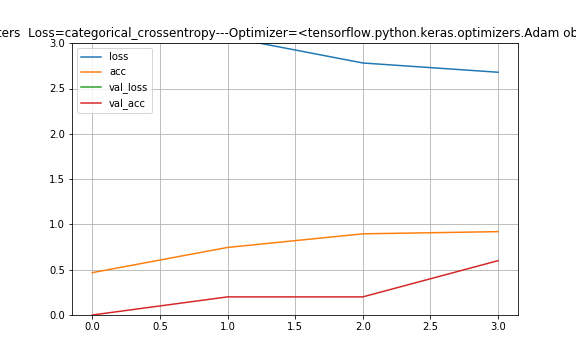 ters Loss=categorical_crossentropy---Optimizer=<tensorflow.python.keras.optimizers.Adam ob
3.0
2.5
2.0
1.5
1.0
0.5
0.0
loss
acc
val_loss
val_acc
0.0 0.5 1.0 1.5 2.0 2.5 3.0